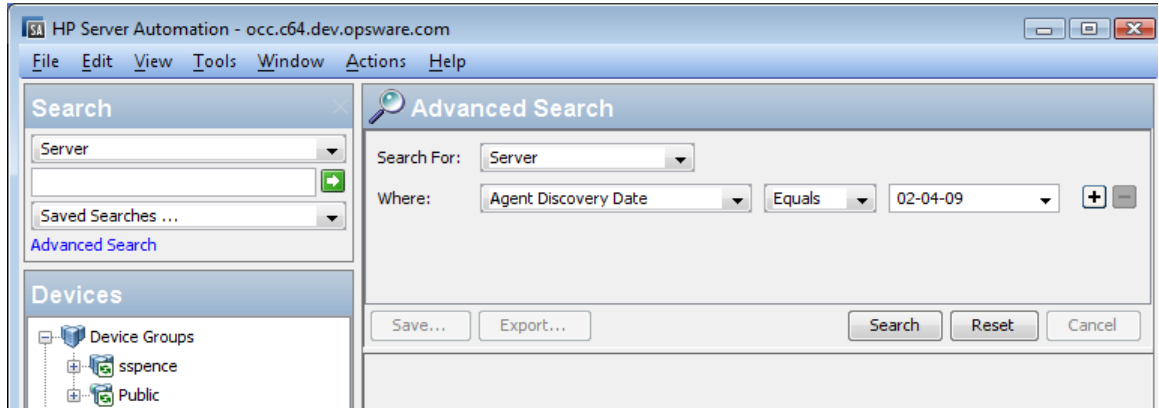 SA HP Server Automation - occ.c64.dev.opsware.com
File Edit View Tools Window Actions Help
Search
Server
Saved Searches ...
Advanced Search
Devices
Device Groups
sspence
Public
Advanced Search
Search For: Server
Where: Agent Discovery Date Equals 02-04-09
Save... Export... Search Reset Cancel